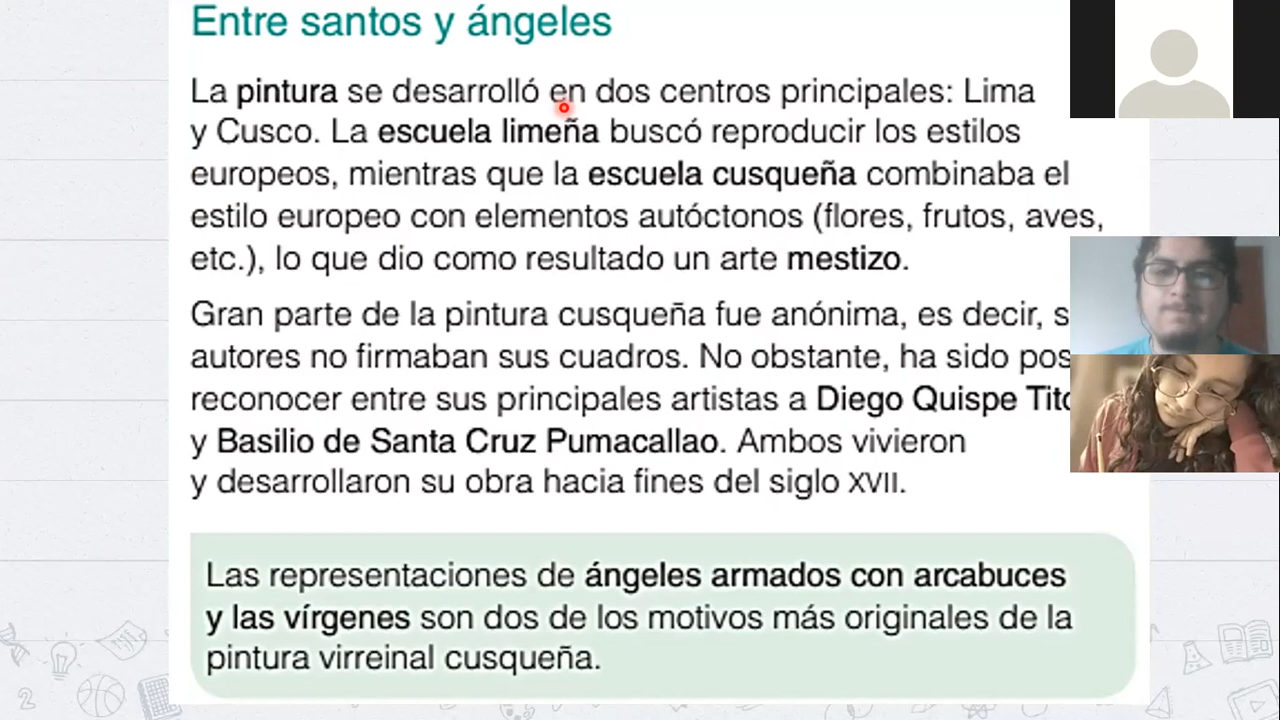 Entre santos y ángeles
La pintura se desarrolló en dos centros principales: Lima
y Cusco. La escuela limeña buscó reproducir los estilos
europeos, mientras que la escuela cusqueña combinaba el
estilo europeo con elementos autóctonos (flores, frutos, aves,
etc.), lo que dio como resultado un arte mestizo.
Gran parte de la pintura cusqueña fue anónima, es decir,
autores no firmaban sus cuadros. No obstante, ha sido
reconocer entre sus principales artistas a Diego Quispe Tito
y Basilio de Santa Cruz Pumacallao. Ambos vivieron
y desarrollaron su obra hacia fines del siglo XVII.
Las representaciones de ángeles armados con arcabuces
y las vírgenes son dos de los motivos más originales de la
pintura virreinal cusqueña.